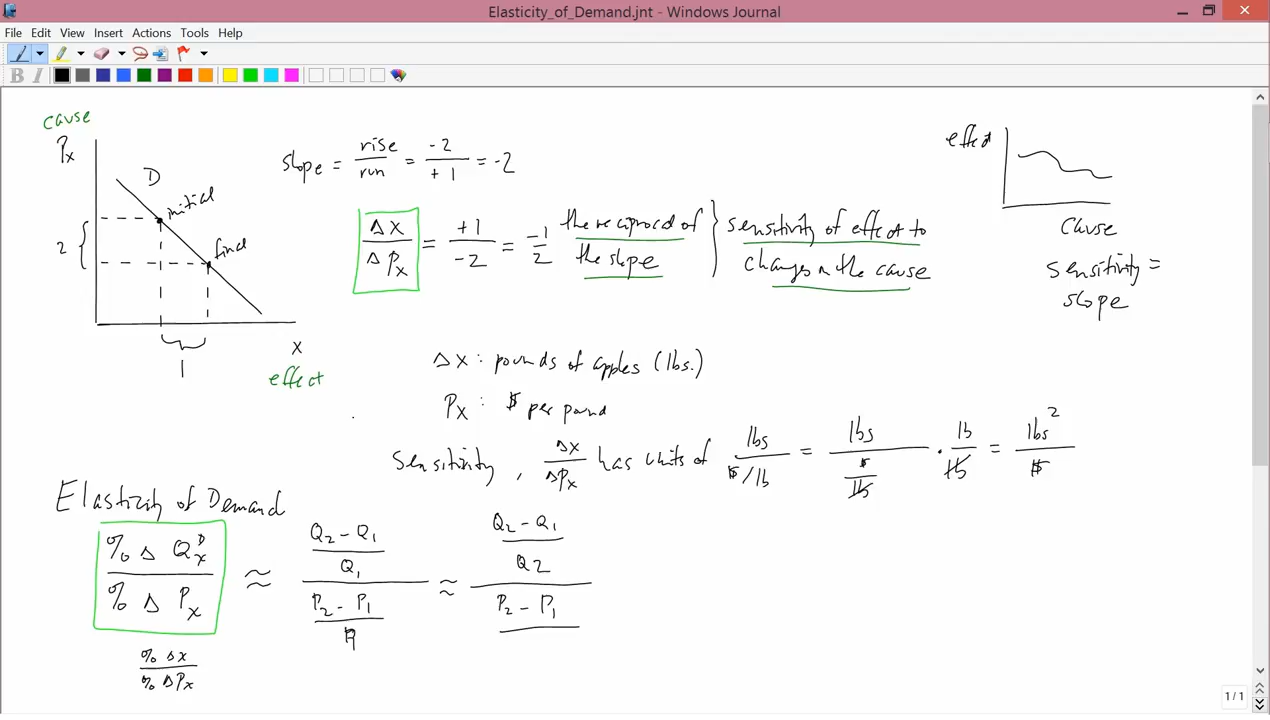 Elasticity_of_Demand.jnt - Windows Journal
File Edit View Insert Actions Tools Help
B I
cause
Px
D
initial
final
2
1
x
effect
slope = rise/run = -2/+1 = -2
Δx/ΔPx = +1/-2 = -1/2 the reciprocal of the slope } sensitivity of effect to changes in the cause
effect
cause
sensitivity =
slope
Δx : pounds of apples (lbs.)
Px : $ per pound
Sensitivity, Δx/ΔPx has units of lbs/$/lb = lbs/$/lb · lb/lb = lbs²/$
Elasticity of Demand
% Δ Qxᴰ / % Δ Px ≈ Q2 - Q1/Q1 / P2 - P1/P1 ≈ Q2 - Q1/Q2 / P2 - P1
% Δx / % ΔPx
1 / 1